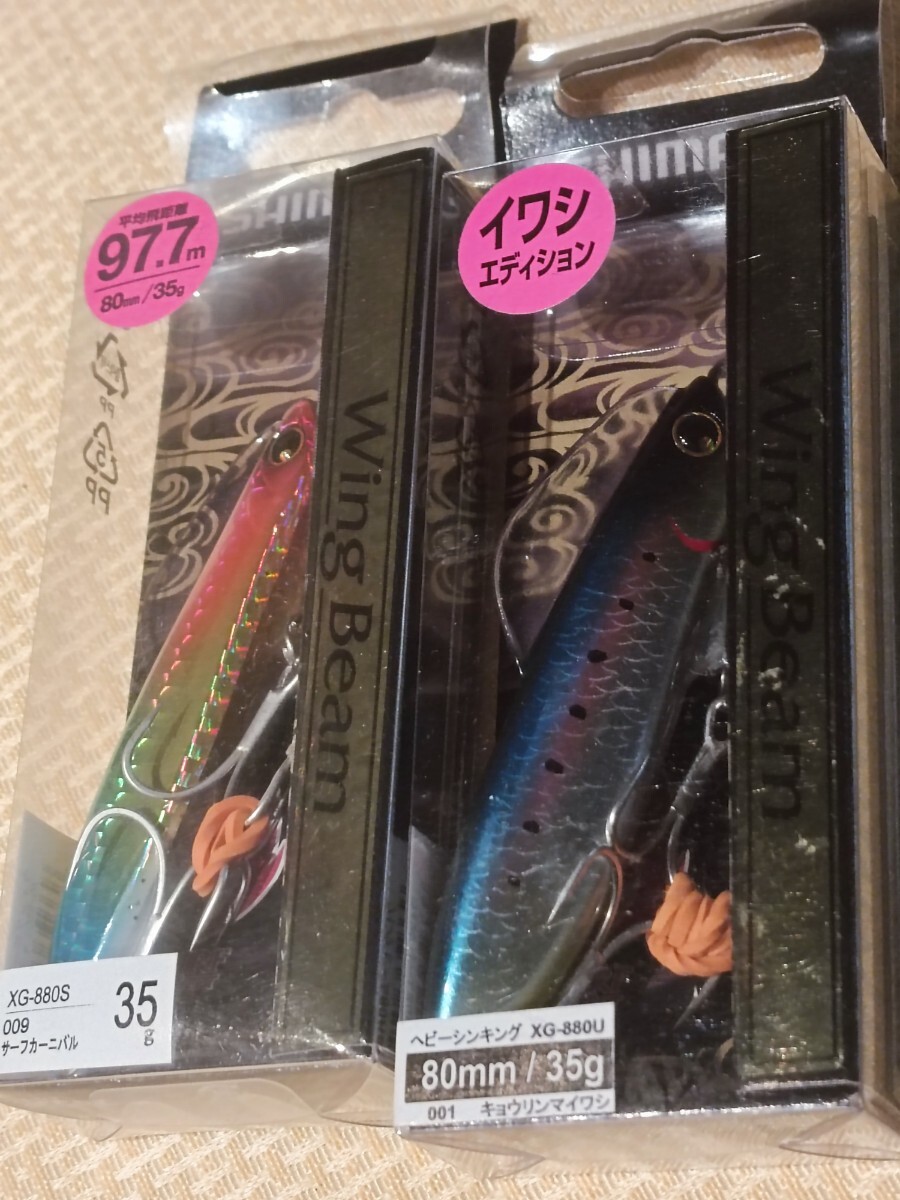 平均飛距離
97.7m
80mm/35g
SHIM
PP
PP
Wing Beam
XG-880S
009
サーフカーニバル
35
g
イワシ
エディション
SHIMA
Wing Beam
ヘビーシンキング XG-880U
80mm / 35g
001 キョウリンマイワシ